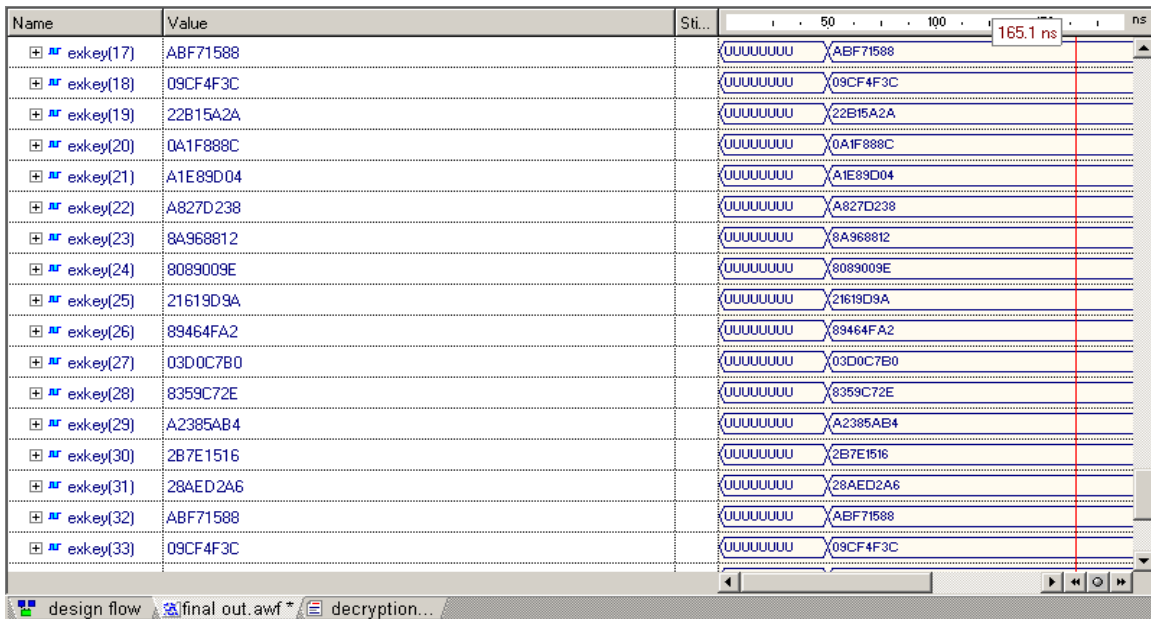 Name Value Sti... 50 100 ns
165.1 ns
exkey(17) ABF71588 UUUUUUUU ABF71588
exkey(18) 09CF4F3C UUUUUUUU 09CF4F3C
exkey(19) 22B15A2A UUUUUUUU 22B15A2A
exkey(20) 0A1F888C UUUUUUUU 0A1F888C
exkey(21) A1E89D04 UUUUUUUU A1E89D04
exkey(22) A827D238 UUUUUUUU A827D238
exkey(23) 8A968812 UUUUUUUU 8A968812
exkey(24) 8089009E UUUUUUUU 8089009E
exkey(25) 21619D9A UUUUUUUU 21619D9A
exkey(26) 89464FA2 UUUUUUUU 89464FA2
exkey(27) 03D0C7B0 UUUUUUUU 03D0C7B0
exkey(28) 8359C72E UUUUUUUU 8359C72E
exkey(29) A2385AB4 UUUUUUUU A2385AB4
exkey(30) 2B7E1516 UUUUUUUU 2B7E1516
exkey(31) 28AED2A6 UUUUUUUU 28AED2A6
exkey(32) ABF71588 UUUUUUUU ABF71588
exkey(33) 09CF4F3C UUUUUUUU 09CF4F3C
design flow final out.awf * decryption...